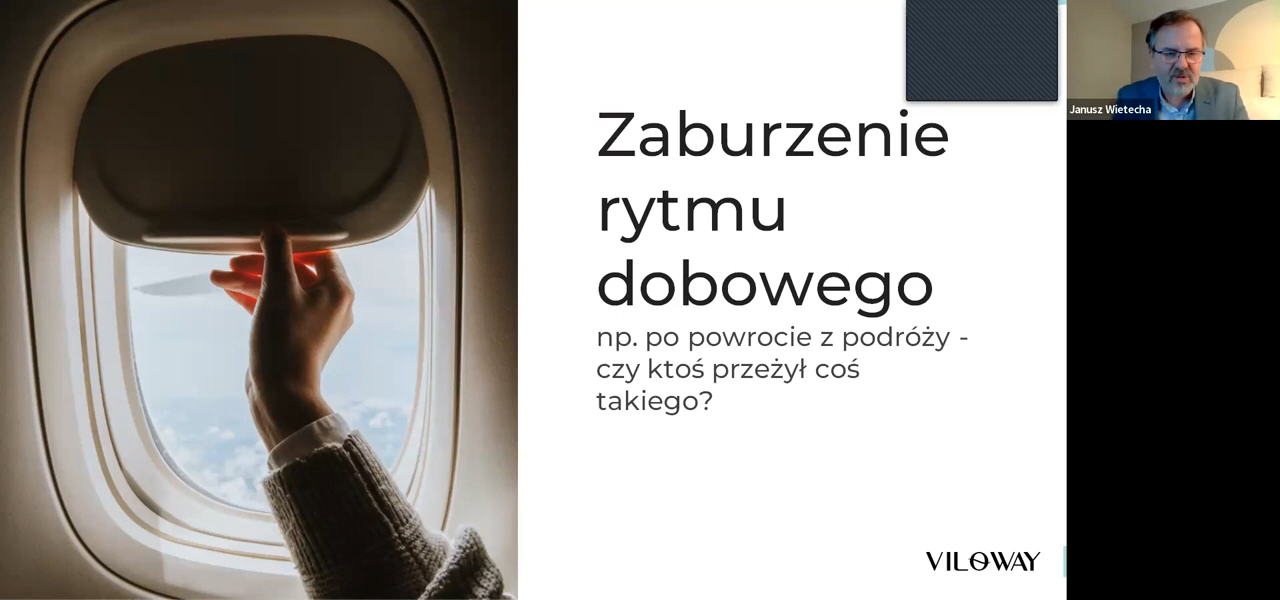 Zaburzenie
rytmu
dobowego
np. po powrocie z podróży -
czy ktoś przeżył coś
takiego?
VILOWAY
Janusz Wietecha